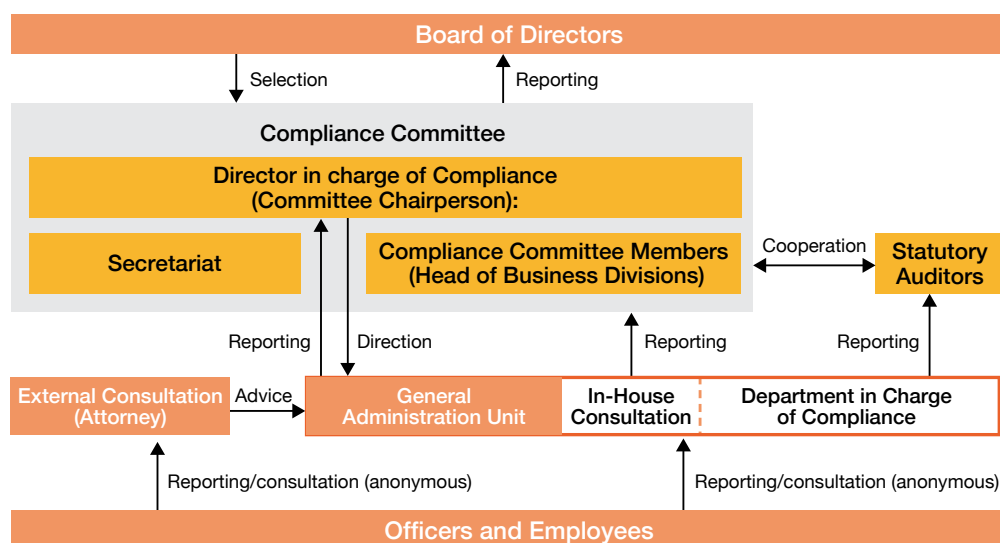 Board of Directors
Selection
Reporting
Compliance Committee
Director in charge of Compliance
(Committee Chairperson):
Secretariat
Compliance Committee Members
(Head of Business Divisions)
Cooperation
Statutory
Auditors
Reporting
Direction
Reporting
Reporting
External Consultation
(Attorney)
Advice
General
Administration Unit
In-House
Consultation
Department in Charge
of Compliance
Reporting/consultation (anonymous)
Reporting/consultation (anonymous)
Officers and Employees